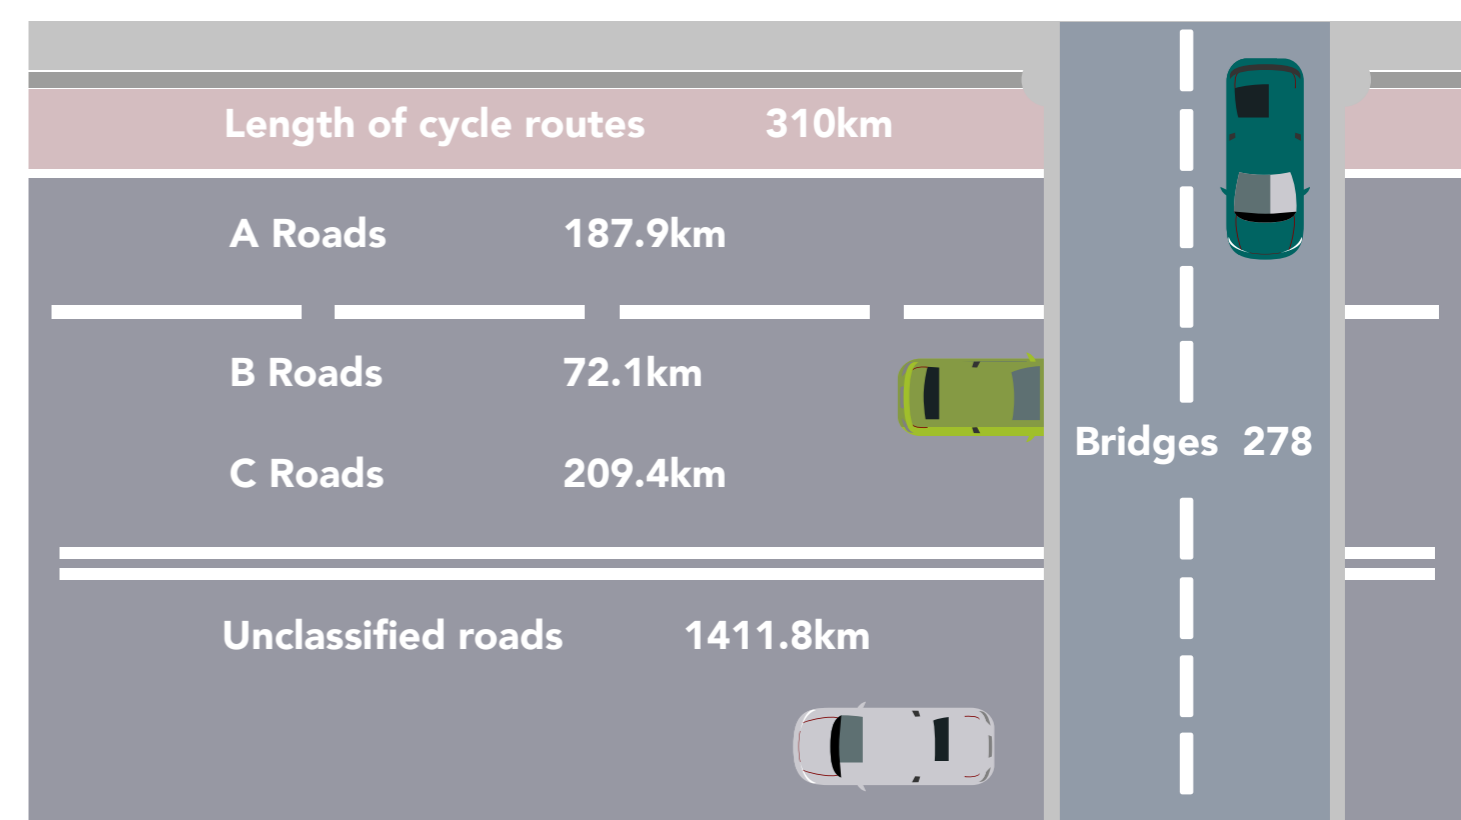 Length of cycle routes 310km
A Roads 187.9km
B Roads 72.1km
Bridges 278
C Roads 209.4km
Unclassified roads 1411.8km